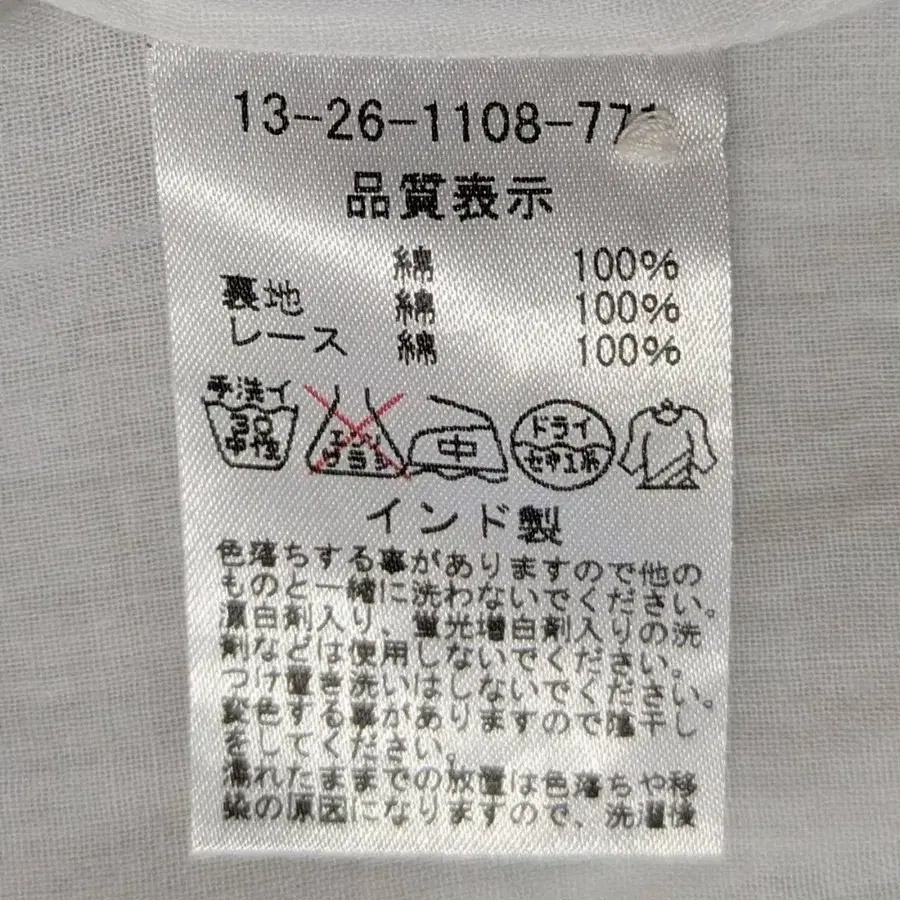 13-26-1108-77
品質表示
綿 100%
裏地 綿 100%
レース 綿 100%
手洗イ
30
中性
エンソ
サラシ
中
ドライ
セキユ系
インド製
色落ちする事がありますので他の
ものと一緒に洗わないでください。
漂白剤入り、蛍光増白剤入りの洗
剤などは使用しないでください。
つけ置き洗いはしないでください。
変色する事がありますので陰干し
をしてください。
濡れたままでの放置は色落ちや移
染の原因になりますので、洗濯後